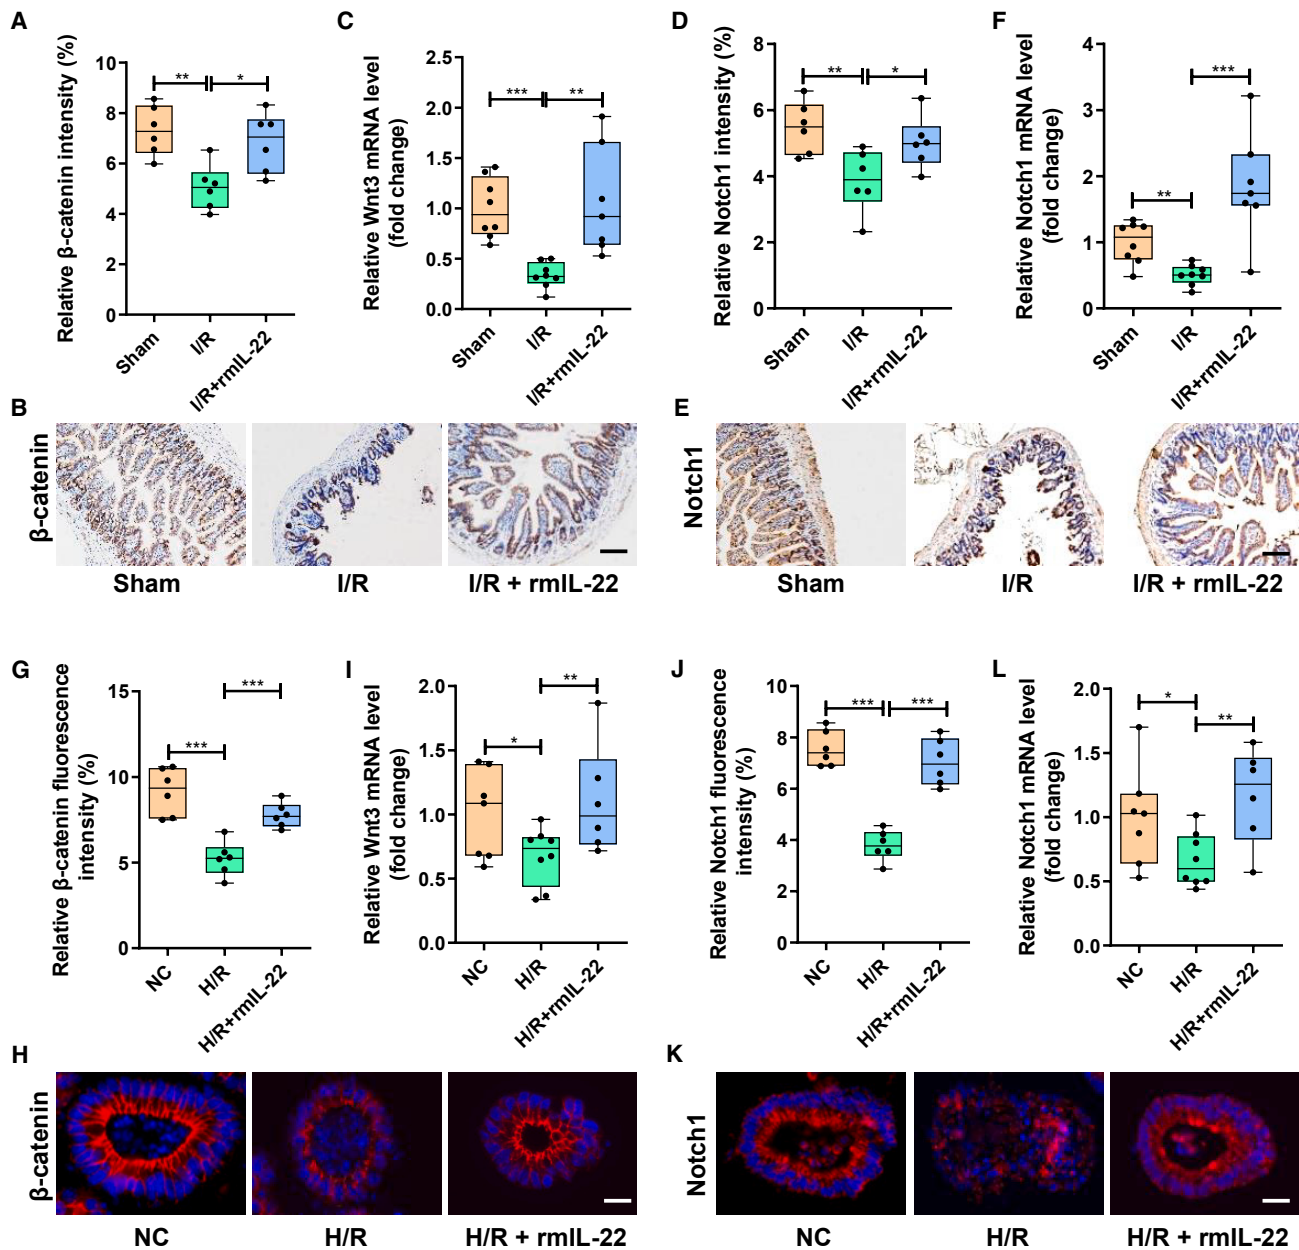 A
Relative β-catenin intensity (%)
10
8
6
4
2
0
**
*
Sham
I/R
I/R+rmIL-22
C
Relative Wnt3 mRNA level
(fold change)
2.5
2.0
1.5
1.0
0.5
0.0
***
**
Sham
I/R
I/R+rmIL-22
D
Relative Notch1 intensity (%)
8
6
4
2
0
**
*
Sham
I/R
I/R+rmIL-22
F
Relative Notch1 mRNA level
(fold change)
4
3
2
1
0
**
***
Sham
I/R
I/R+rmIL-22
B
β-catenin
Sham
I/R
I/R + rmIL-22
E
Notch1
Sham
I/R
I/R + rmIL-22
G
Relative β-catenin fluorescence
intensity (%)
15
10
5
0
***
***
NC
H/R
H/R+rmIL-22
I
Relative Wnt3 mRNA level
(fold change)
2.0
1.5
1.0
0.5
0.0
*
**
NC
H/R
H/R+rmIL-22
J
Relative Notch1 fluorescence
intensity (%)
10
8
6
4
2
0
***
***
NC
H/R
H/R+rmIL-22
L
Relative Notch1 mRNA level
(fold change)
2.0
1.5
1.0
0.5
0.0
*
**
NC
H/R
H/R+rmIL-22
H
β-catenin
NC
H/R
H/R + rmIL-22
K
Notch1
NC
H/R
H/R + rmIL-22